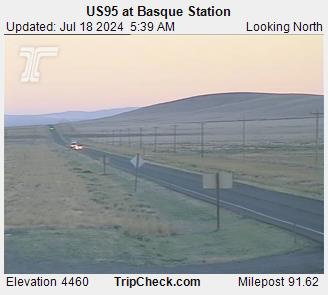 US95 at Basque Station
Updated: Jul 18 2024 5:39 AM Looking North
Elevation 4460 TripCheck.com Milepost 91.62